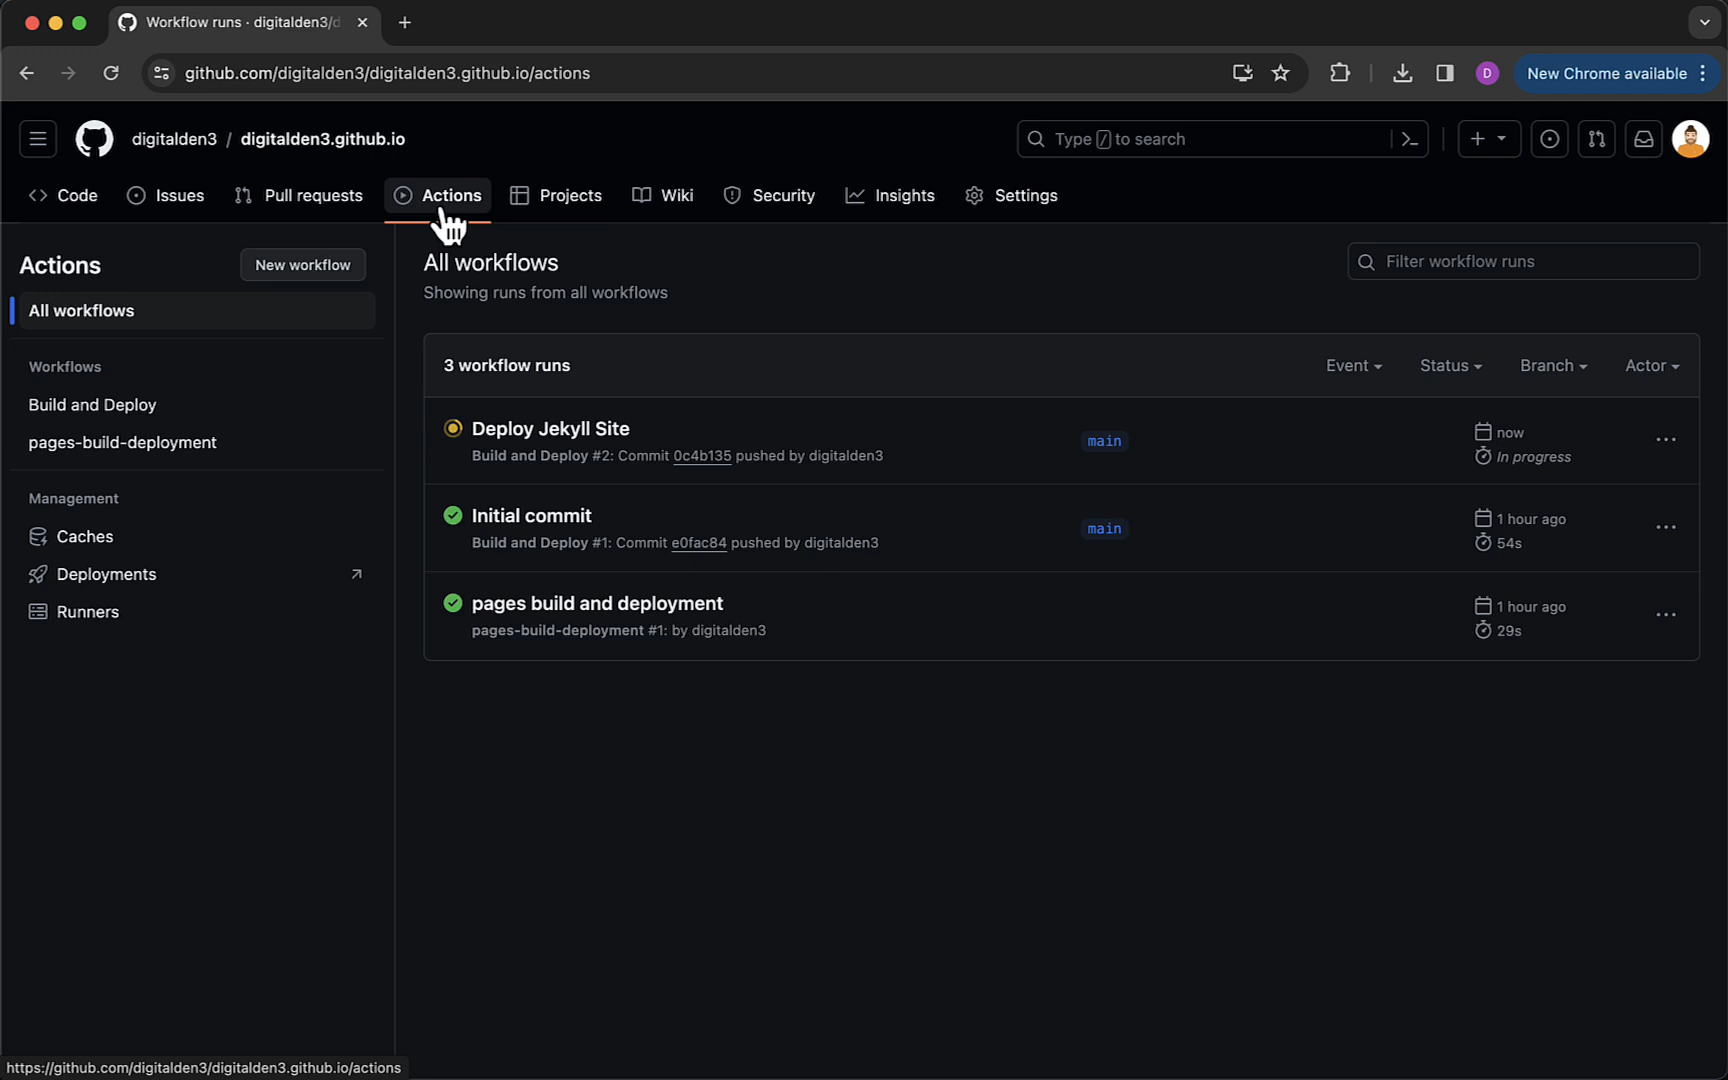 Workflow runs · digitalden3/d
github.com/digitalden3/digitalden3.github.io/actions
D
New Chrome available
digitalden3 / digitalden3.github.io
Type / to search
Code
Issues
Pull requests
Actions
Projects
Wiki
Security
Insights
Settings
Actions
New workflow
All workflows
Workflows
Build and Deploy
pages-build-deployment
Management
Caches
Deployments
Runners
All workflows
Showing runs from all workflows
Filter workflow runs
3 workflow runs
Event
Status
Branch
Actor
Deploy Jekyll Site
Build and Deploy #2: Commit 0c4b135 pushed by digitalden3
main
now
In progress
Initial commit
Build and Deploy #1: Commit e0fac84 pushed by digitalden3
main
1 hour ago
54s
pages build and deployment
pages-build-deployment #1: by digitalden3
1 hour ago
29s
https://github.com/digitalden3/digitalden3.github.io/actions